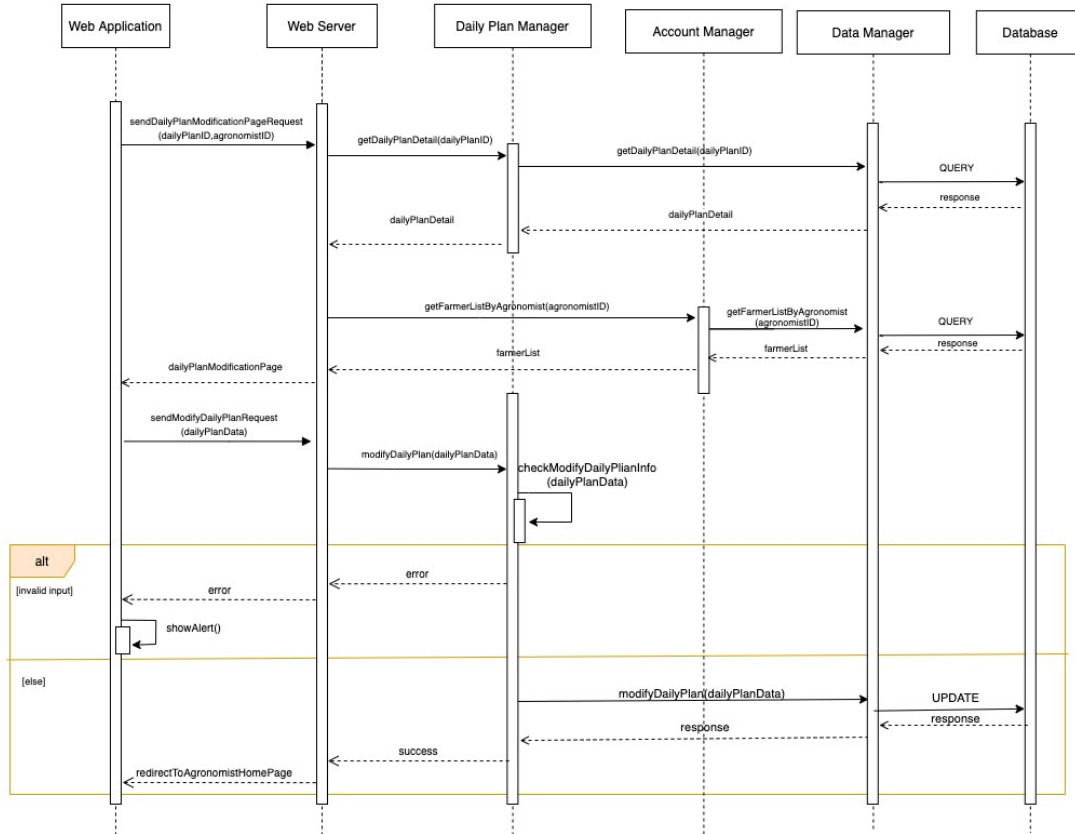 Web Application
Web Server
Daily Plan Manager
Account Manager
Data Manager
Database
sendDailyPlanModificationPageRequest
(dailyPlanID,agronomistID)
getDailyPlanDetail(dailyPlanID)
getDailyPlanDetail(dailyPlanID)
QUERY
response
dailyPlanDetail
dailyPlanDetail
getFarmerListByAgronomist(agronomistID)
getFarmerListByAgronomist
(agronomistID)
QUERY
response
farmerList
farmerList
dailyPlanModificationPage
sendModifyDailyPlanRequest
(dailyPlanData)
modifyDailyPlan(dailyPlanData)
checkModifyDailyPlianInfo
(dailyPlanData)
alt
[invalid input]
error
error
showAlert()
[else]
modifyDailyPlan(dailyPlanData)
UPDATE
response
response
success
redirectToAgronomistHomePage